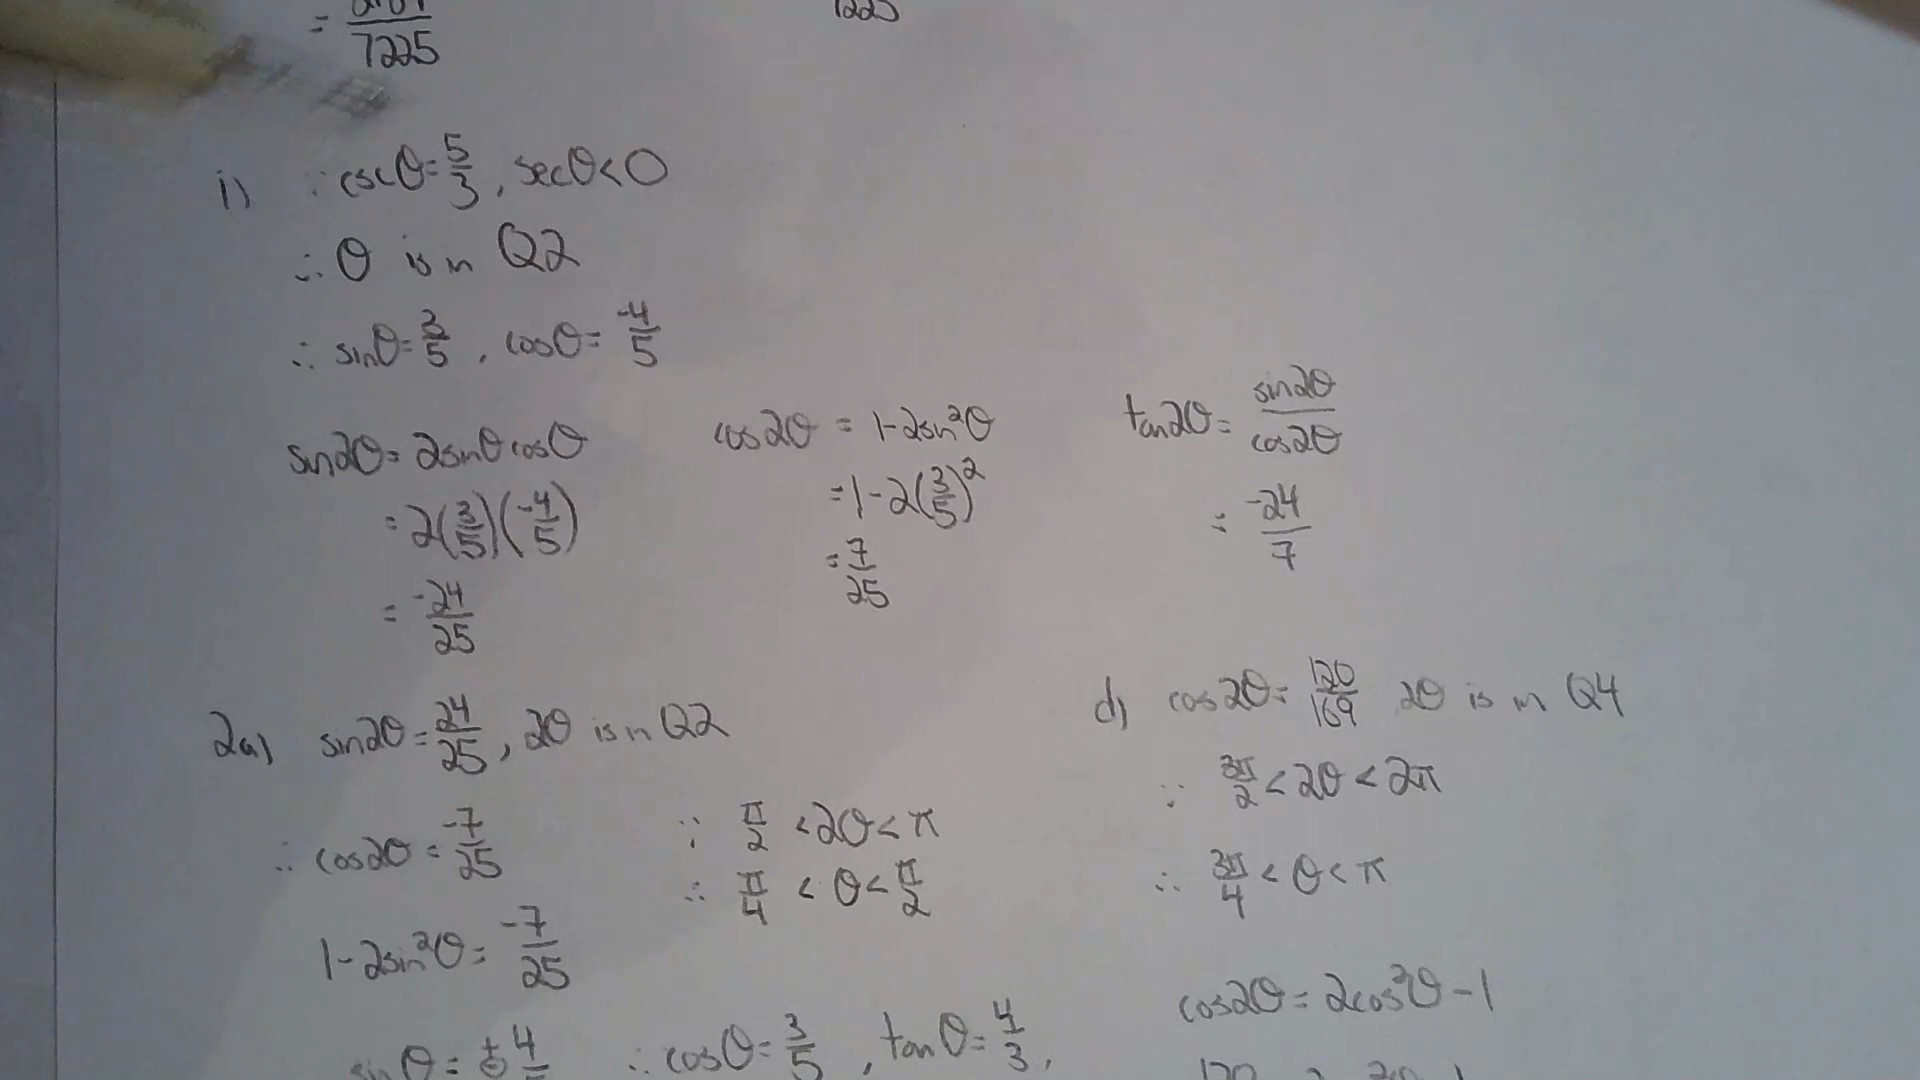 = /7225
i) ∵ cscθ = 5/3, secθ < 0
∴ θ is in Q2
∴ sinθ = 3/5, cosθ = -4/5
sin2θ = 2sinθcosθ
= 2(3/5)(-4/5)
= -24/25
cos2θ = 1-2sin²θ
= 1-2(3/5)²
= 7/25
tan2θ = sin2θ/cos2θ
= -24/7
2a) sin2θ = 24/25, 2θ is in Q2
∴ cos2θ = -7/25
∵ π/2 < 2θ < π
∴ π/4 < θ < π/2
1-2sin²θ = -7/25
sinθ = ± 4/
∴ cosθ = 3/5, tanθ = 4/3,
d) cos2θ = 120/169 2θ is in Q4
∵ 3π/2 < 2θ < 2π
∴ 3π/4 < θ < π
cos2θ = 2cos²θ - 1
120